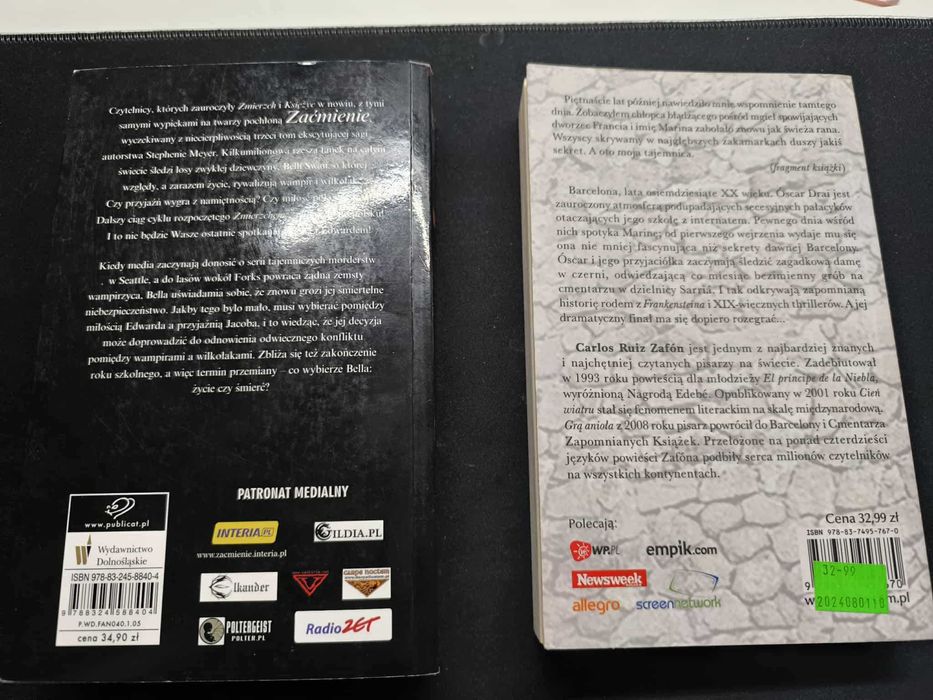 Czytelnicy, których zauroczyły Zmierzch i Księżyc w nowiu, z tymi
samymi wypiekami na twarzy pochłoną Zaćmienie,
wyczekiwany z niecierpliwością trzeci tom ekscytującej sagi
autorstwa Stephenie Meyer. Kilkumilionowa rzesza fanek na całym
świecie śledzi losy zwykłej dziewczyny, Belli Swan, o której
względy, a zarazem życie, rywalizują wampir i wilkołak.
Czy przyjaźń wygra z namiętnością? Czy miłość
Dalszy ciąg cyklu rozpoczętego Zmierzchem
I to nie będzie Wasze ostatnie spotkanie z Edwardem!
Kiedy media zaczynają donosić o serii tajemniczych morderstw
w Seattle, a do lasów wokół Forks powraca żądna zemsty
wampirzyca, Bella uświadamia sobie, że znowu grozi jej śmiertelne
niebezpieczeństwo. Jakby tego było mało, musi wybierać pomiędzy
miłością Edwarda a przyjaźnią Jacoba, i to wiedząc, że jej decyzja
może doprowadzić do odnowienia odwiecznego konfliktu
pomiędzy wampirami a wilkołakami. Zbliża się też zakończenie
roku szkolnego, a więc termin przemiany – co wybierze Bella:
życie czy śmierć?
www.publicat.pl
Wydawnictwo
Dolnośląskie
ISBN 978-83-245-8840-4
9 788324 588404
P.WD.FAN040.1.05
cena 34,90 zł
PATRONAT MEDIALNY
INTERIA.PL
GILDIA.PL
www.zacmienie.interia.pl
Elkander
CARPE NOCTEM
POLTERGEIST
POLTER.PL
Radio ZET
Piętnaście lat później nawiedziło mnie wspomnienie tamtego
dnia. Zobaczyłem chłopca błądzącego pośród mgieł spowijających
dworzec Francia i imię Marina zabolało znowu jak świeża rana.
Wszyscy skrywamy w najgłębszych zakamarkach duszy jakiś
sekret. A oto moja tajemnica.
(fragment książki)
Barcelona, lata osiemdziesiąte XX wieku. Óscar Drai jest
zauroczony atmosferą podupadających secesyjnych pałacyków
otaczających jego szkołę z internatem. Pewnego dnia wśród
nich spotyka Marinę; od pierwszego wejrzenia wydaje mu się
ona nie mniej fascynująca niż sekrety dawnej Barcelony.
Óscar i jego przyjaciółka zaczynają śledzić zagadkową damę
w czerni, odwiedzającą co miesiąc bezimienny grób na
cmentarzu w dzielnicy Sarriá. I tak odkrywają zapomnianą
historię rodem z Frankensteina i XIX-wiecznych thrillerów. A jej
dramatyczny finał ma się dopiero rozegrać...
Carlos Ruiz Zafón jest jednym z najbardziej znanych
i najchętniej czytanych pisarzy na świecie. Zadebiutował
w 1993 roku powieścią dla młodzieży El príncipe de la Niebla,
wyróżnioną Nagrodą Edebé. Opublikowany w 2001 roku Cień
wiatru stał się fenomenem literackim na skalę międzynarodową.
Grą anioła z 2008 roku pisarz powrócił do Barcelony i Cmentarza
Zapomnianych Książek. Przełożone na ponad czterdzieści
języków powieści Zafóna podbiły serca milionów czytelników
na wszystkich kontynentach.
Polecają:
WP.PL
empik.com
Newsweek
allegro
screennetwork
Cena 32,99 zł
ISBN 978-83-7495-767-0
32-99
2024080110